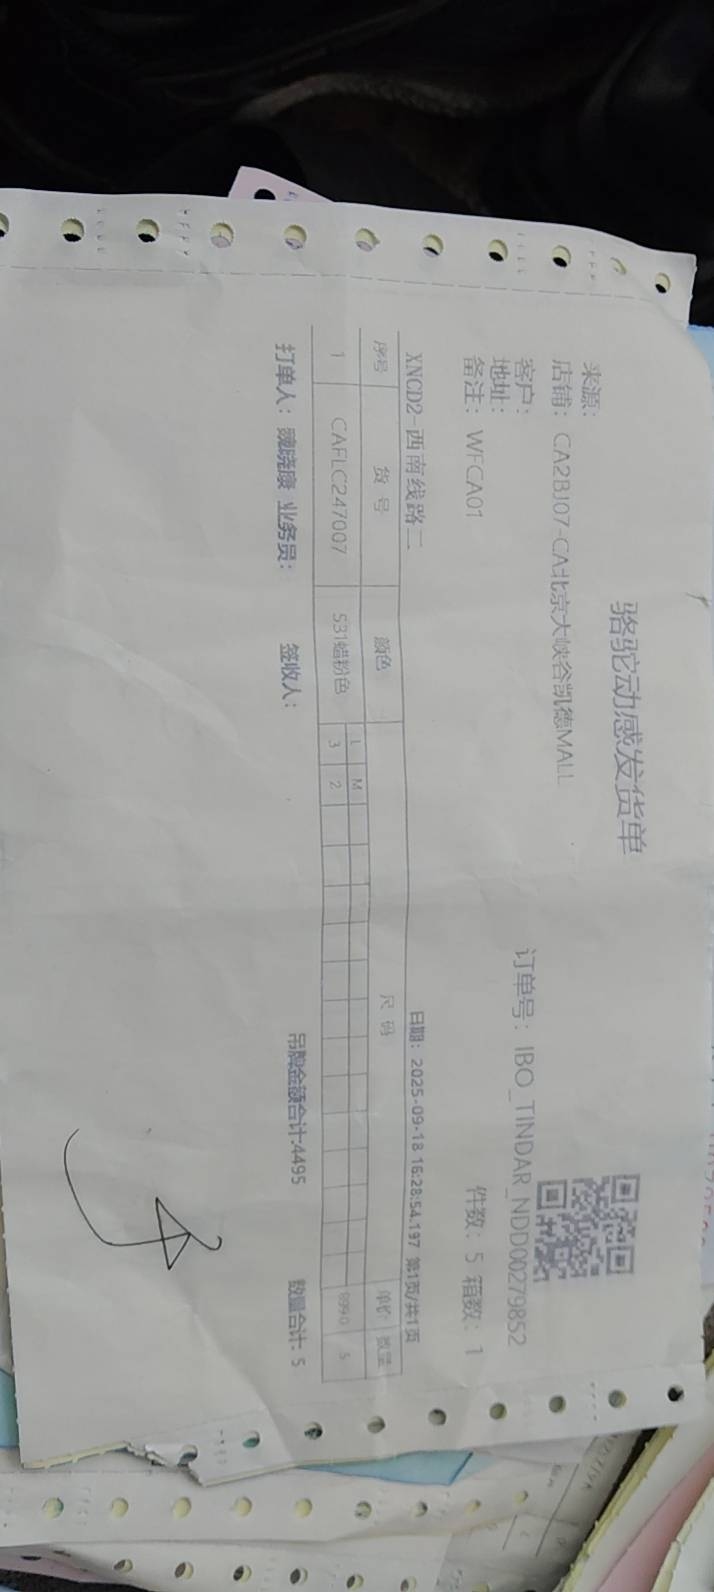 骆驼动感发货单
来源：
店铺：CA2BJ07-CA北京大峡谷凯德MALL
客户：
订单号：IBO_TINDAR_NDD00279852
地址：
备注：WFCA01
件数：5 箱数：1
XNCD2-西南线路二
日期：2025-09-18 16:28:54.197 第1页/共1页
序号 货号 颜色 尺码 单价 数量
L M
1 CAFLC247007 531蜡粉色 3 2 899.0 5
打单人：魏晓康 业务员： 签收人： 吊牌金额合计:4495 数量合计: 5